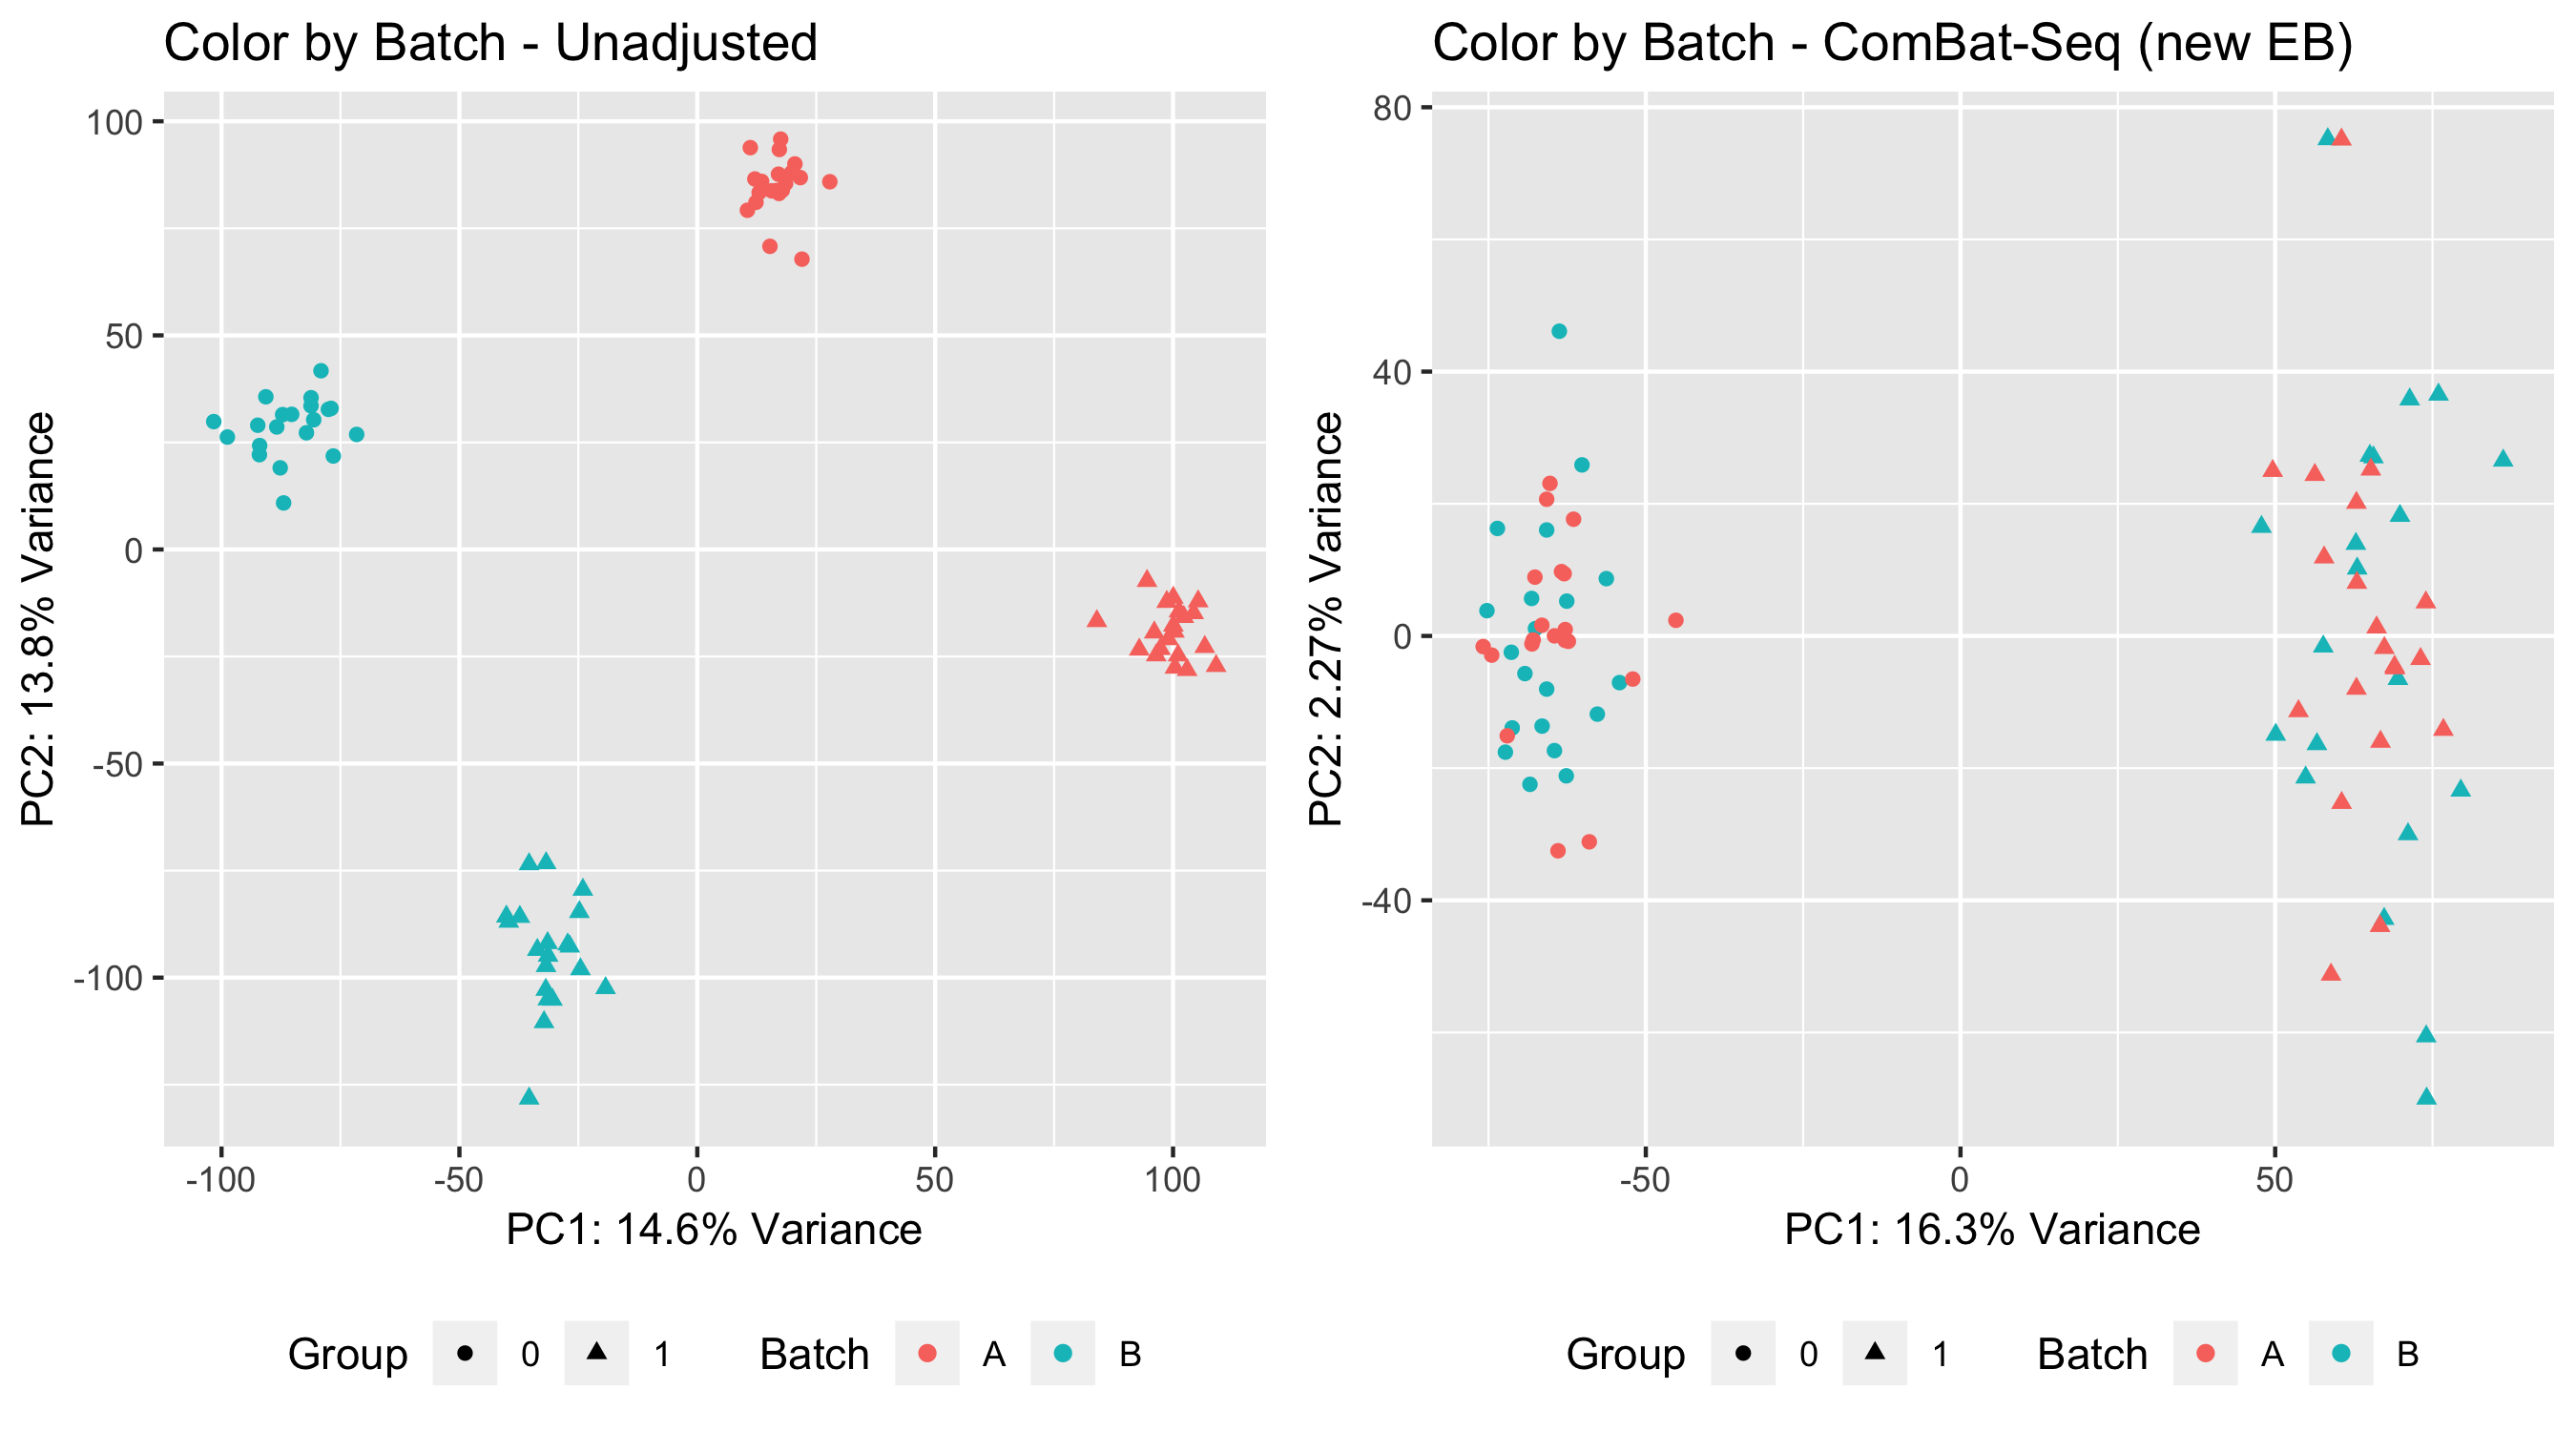 Color by Batch - Unadjusted
100
50
0
-50
-100
PC2: 13.8% Variance
-100 -50 0 50 100
PC1: 14.6% Variance
Group 0 1 Batch A B
Color by Batch - ComBat-Seq (new EB)
80
40
0
-40
PC2: 2.27% Variance
-50 0 50
PC1: 16.3% Variance
Group 0 1 Batch A B